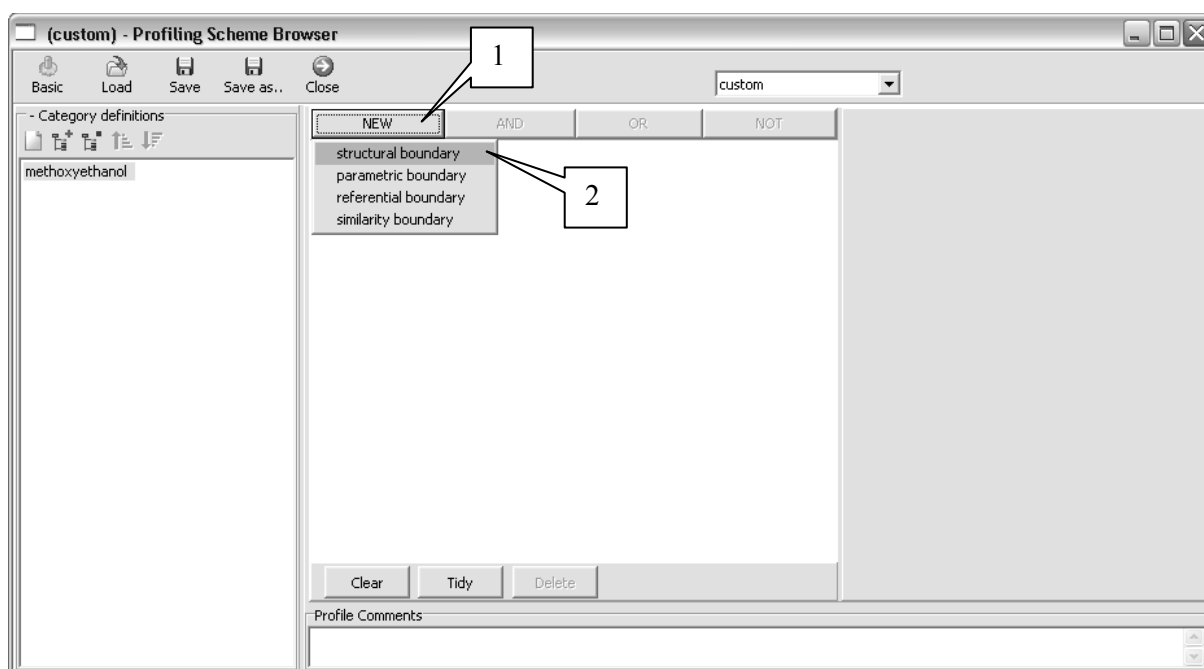 (custom) - Profiling Scheme Browser
1
Basic Load Save Save as.. Close
custom
- Category definitions
NEW AND OR NOT
methoxyethanol
structural boundary
parametric boundary
referential boundary
similarity boundary
2
Clear Tidy Delete
Profile Comments